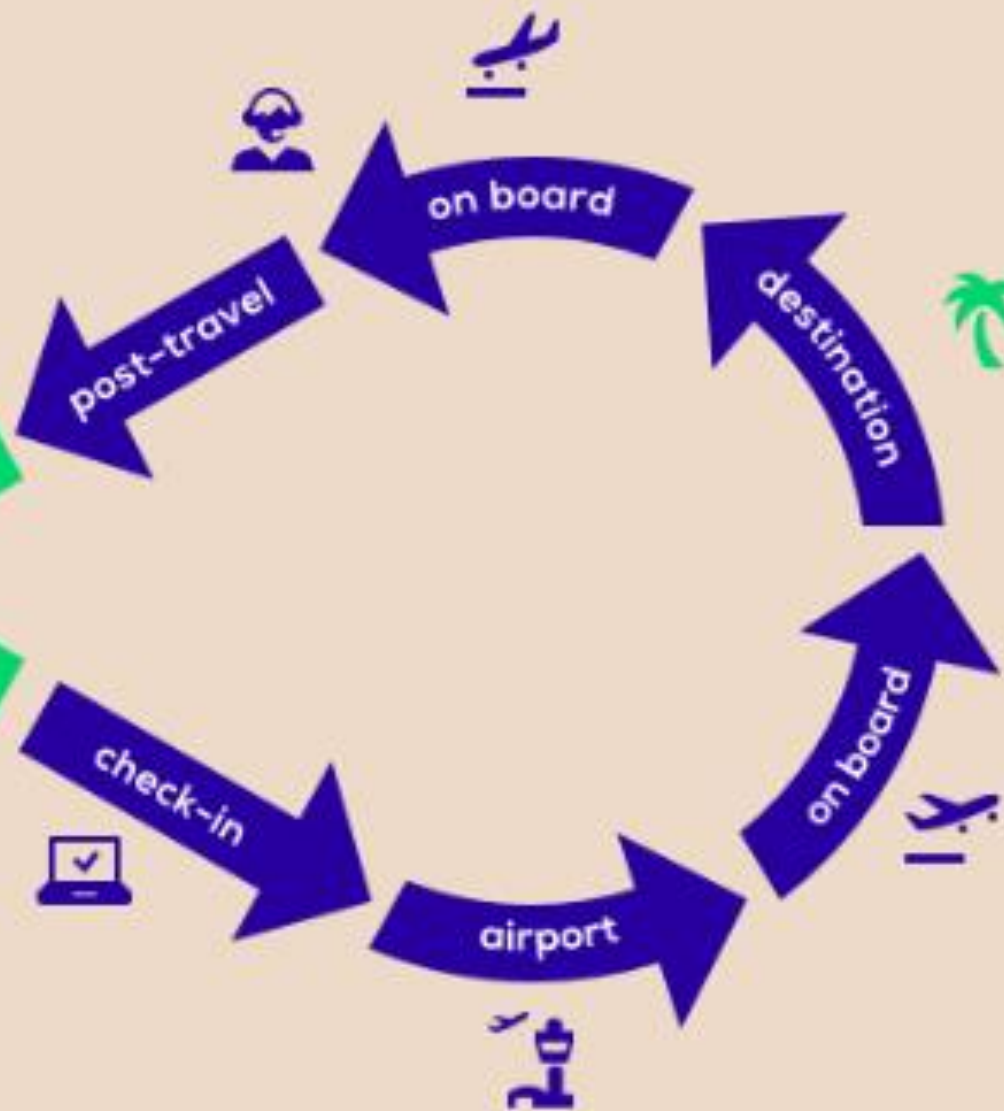 on board
post-travel
destination
on board
check-in
airport